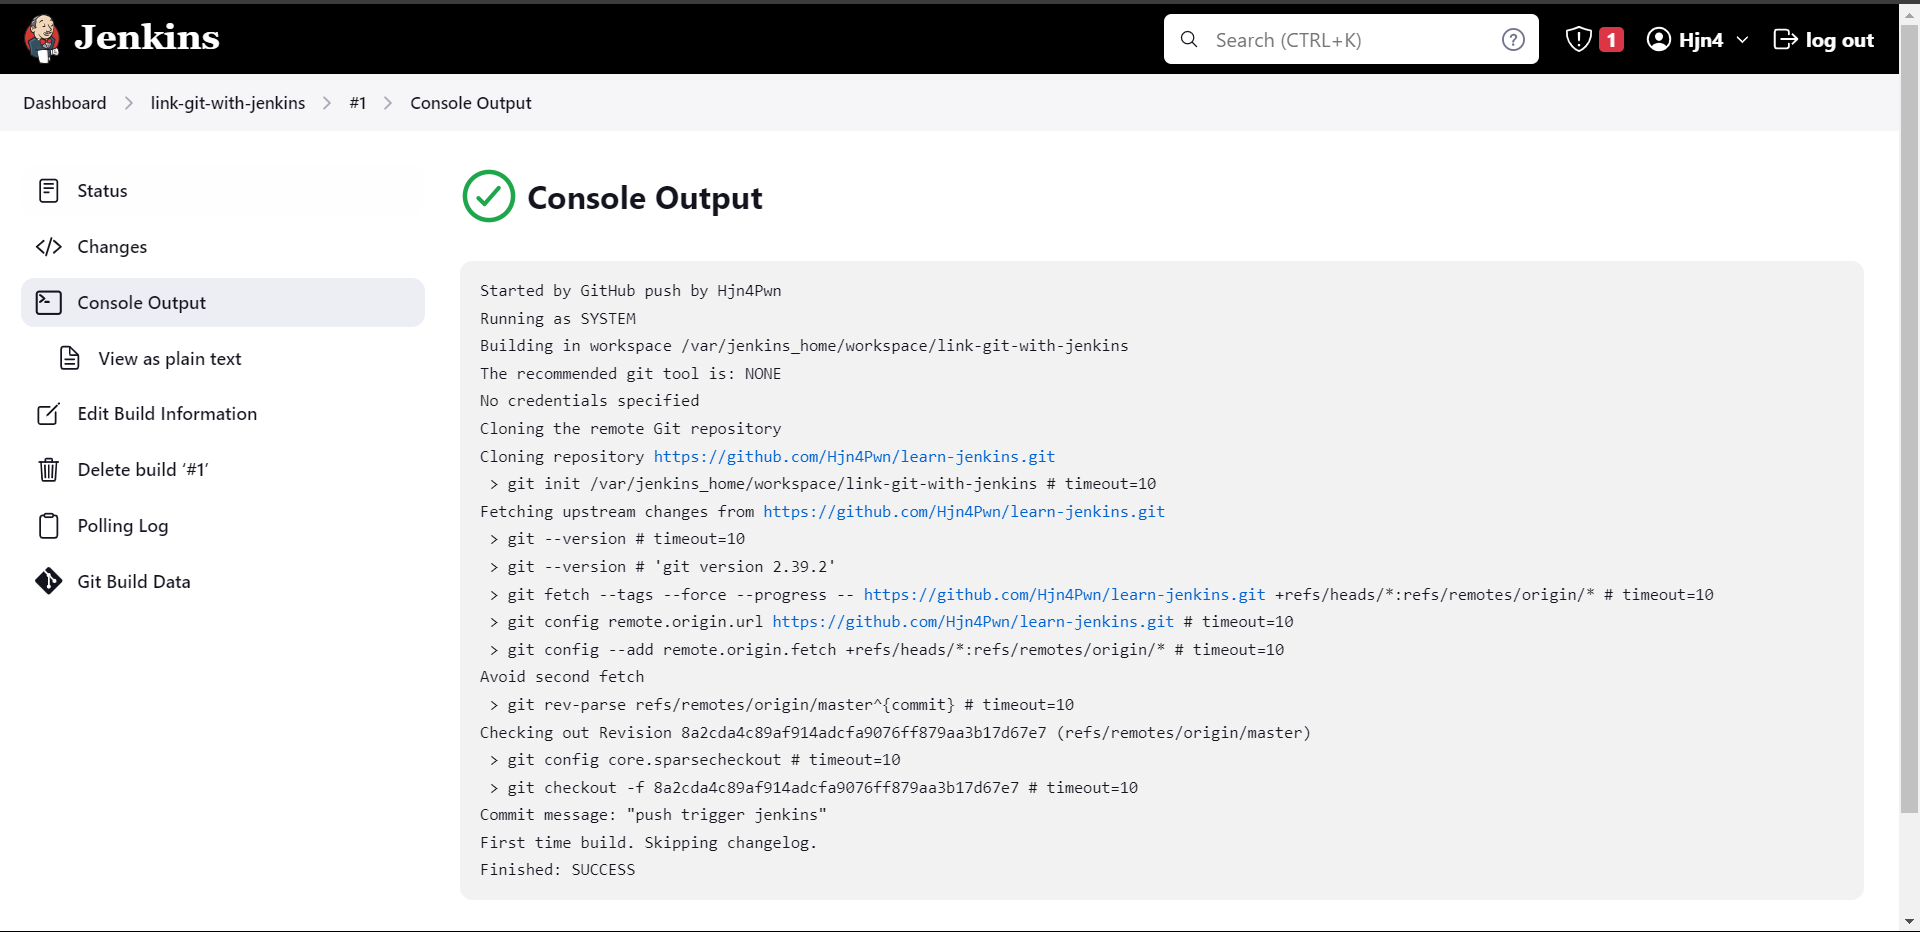 Jenkins
Search (CTRL+K)
1
Hjn4
log out
Dashboard
link-git-with-jenkins
#1
Console Output
Status
Changes
Console Output
View as plain text
Edit Build Information
Delete build ‘#1’
Polling Log
Git Build Data
Console Output
Started by GitHub push by Hjn4Pwn
Running as SYSTEM
Building in workspace /var/jenkins_home/workspace/link-git-with-jenkins
The recommended git tool is: NONE
No credentials specified
Cloning the remote Git repository
Cloning repository https://github.com/Hjn4Pwn/learn-jenkins.git
> git init /var/jenkins_home/workspace/link-git-with-jenkins # timeout=10
Fetching upstream changes from https://github.com/Hjn4Pwn/learn-jenkins.git
> git --version # timeout=10
> git --version # 'git version 2.39.2'
> git fetch --tags --force --progress -- https://github.com/Hjn4Pwn/learn-jenkins.git +refs/heads/*:refs/remotes/origin/* # timeout=10
> git config remote.origin.url https://github.com/Hjn4Pwn/learn-jenkins.git # timeout=10
> git config --add remote.origin.fetch +refs/heads/*:refs/remotes/origin/* # timeout=10
Avoid second fetch
> git rev-parse refs/remotes/origin/master^{commit} # timeout=10
Checking out Revision 8a2cda4c89af914adcfa9076ff879aa3b17d67e7 (refs/remotes/origin/master)
> git config core.sparsecheckout # timeout=10
> git checkout -f 8a2cda4c89af914adcfa9076ff879aa3b17d67e7 # timeout=10
Commit message: "push trigger jenkins"
First time build. Skipping changelog.
Finished: SUCCESS